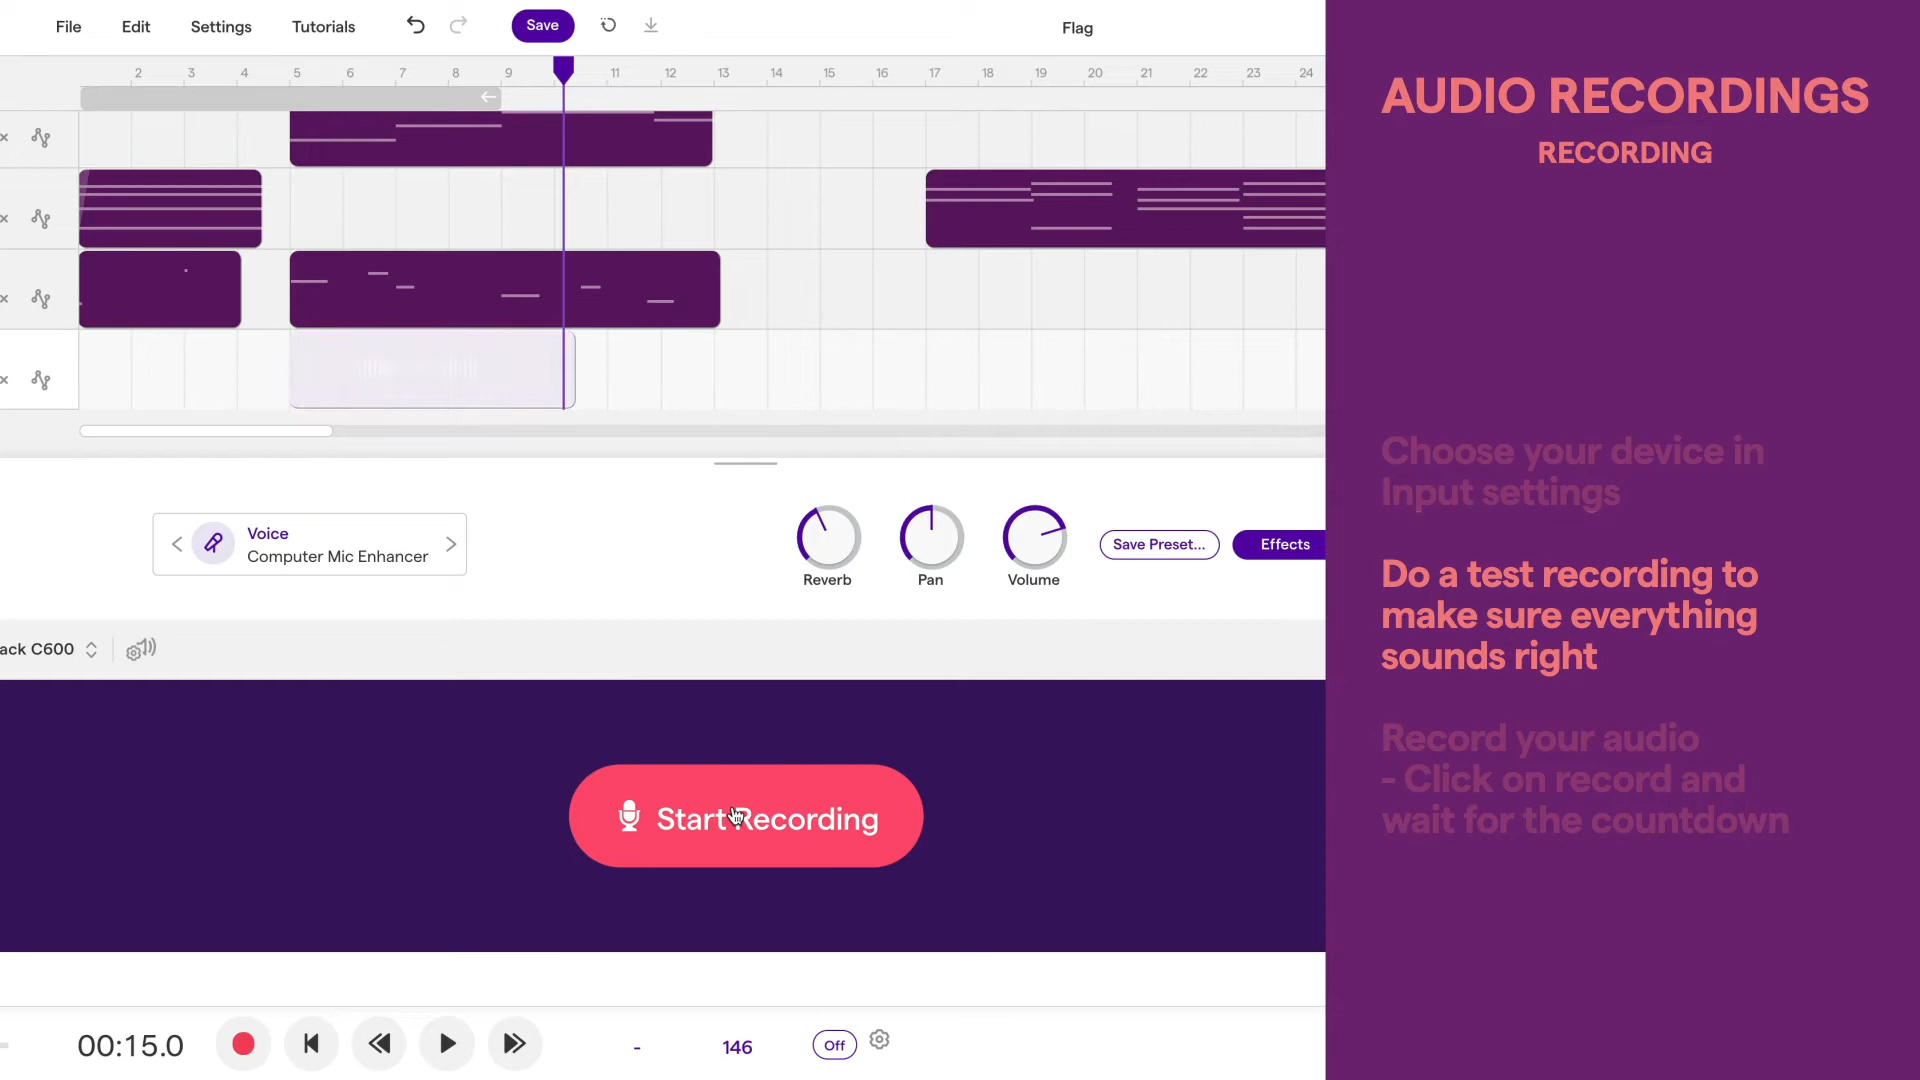 File Edit Settings Tutorials Save Flag
2 3 4 5 6 7 8 9 11 12 13 14 15 16 17 18 19 20 21 22 23 24
Voice
Computer Mic Enhancer
Reverb Pan Volume
Save Preset... Effects
ack C600
Start Recording
00:15.0 - 146 Off
AUDIO RECORDINGS
RECORDING
Choose your device in
Input settings
Do a test recording to
make sure everything
sounds right
Record your audio
- Click on record and
wait for the countdown